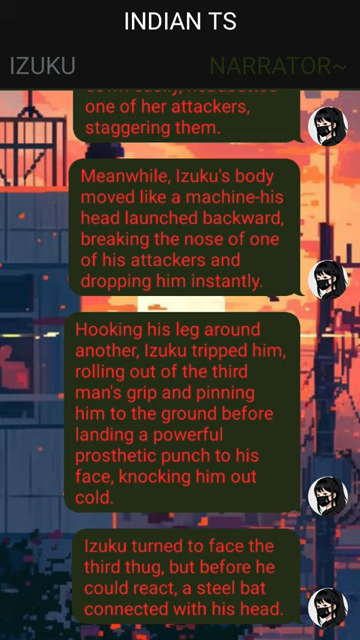 INDIAN TS
IZUKU
NARRATOR~
one of her attackers,
staggering them.
Meanwhile, Izuku's body
moved like a machine-his
head launched backward,
breaking the nose of one
of his attackers and
dropping him instantly.
Hooking his leg around
another, Izuku tripped him,
rolling out of the third
man's grip and pinning
him to the ground before
landing a powerful
prosthetic punch to his
face, knocking him out
cold.
Izuku turned to face the
third thug, but before he
could react, a steel bat
connected with his head.